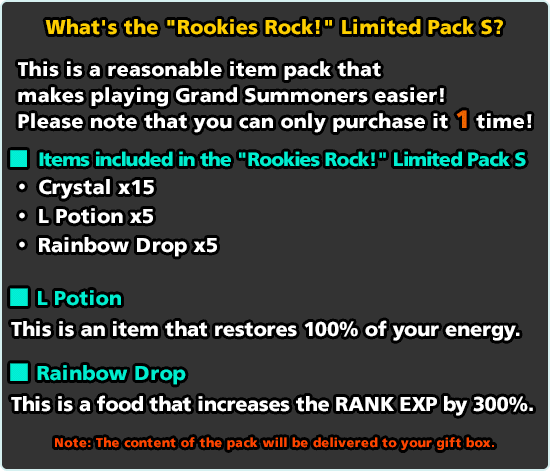 What's the "Rookies Rock!" Limited Pack S?
This is a reasonable item pack that
makes playing Grand Summoners easier!
Please note that you can only purchase it 1 time!
■ Items included in the "Rookies Rock!" Limited Pack S
• Crystal x15
• L Potion x5
• Rainbow Drop x5
■ L Potion
This is an item that restores 100% of your energy.
■ Rainbow Drop
This is a food that increases the RANK EXP by 300%.
Note: The content of the pack will be delivered to your gift box.